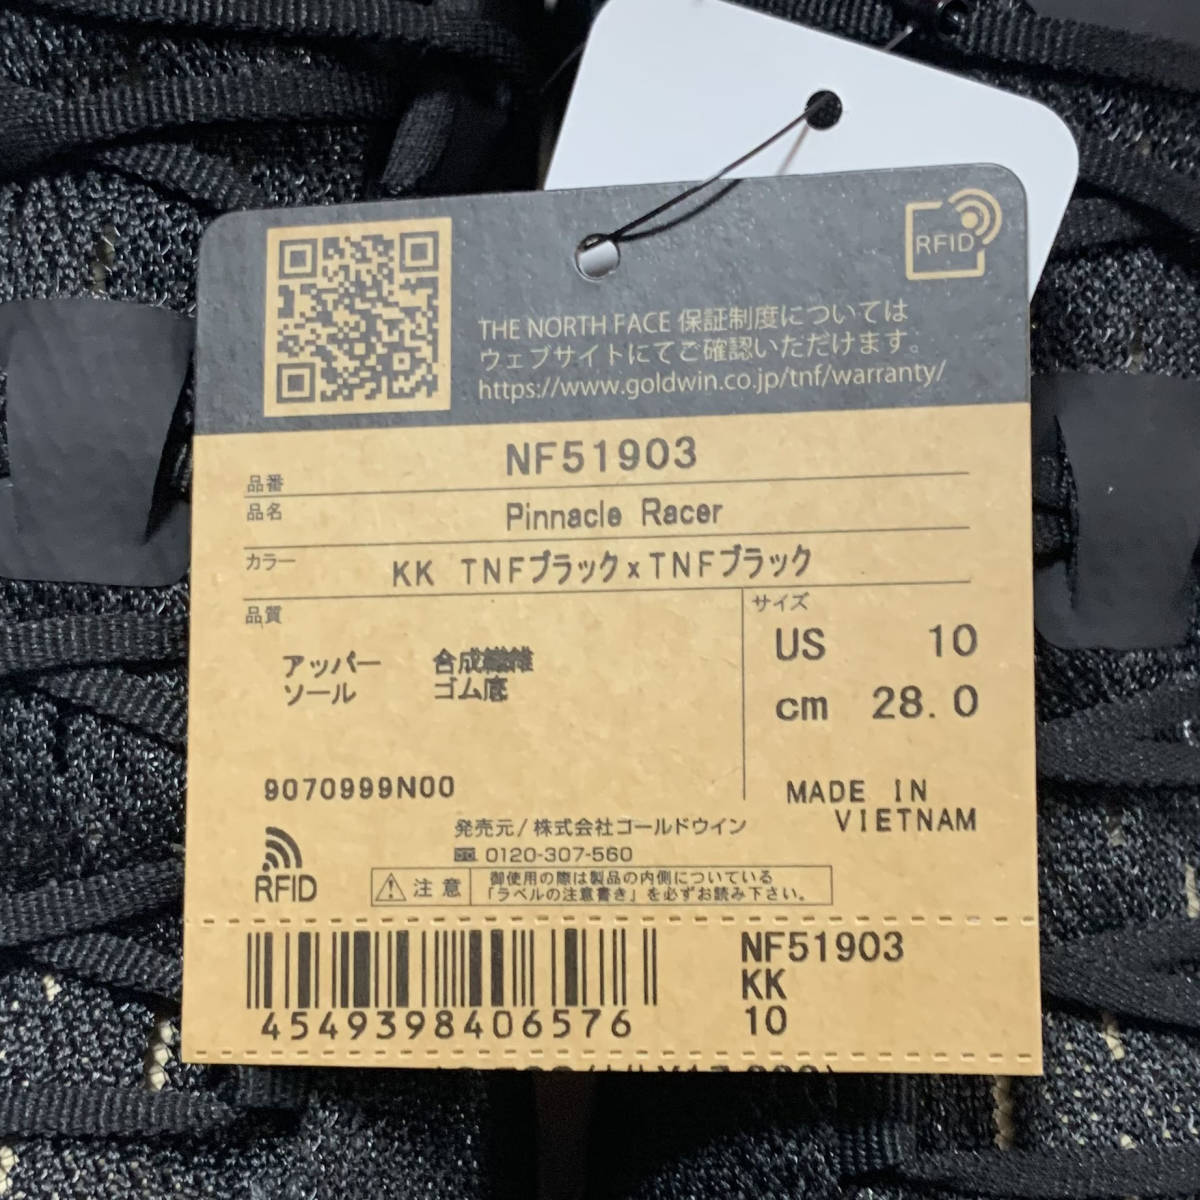 RFID
THE NORTH FACE 保証制度については
ウェブサイトにてご確認いただけます。
https://www.goldwin.co.jp/tnf/warranty/
品番 NF51903
品名 Pinnacle Racer
カラー KK TNFブラックxTNFブラック
品質
アッパー 合成繊維
ソール ゴム底
サイズ
US 10
cm 28.0
9070999N00
MADE IN
VIETNAM
RFID
発売元/株式会社ゴールドウイン
0120-307-560
注意
御使用の際は製品の内側についている
「ラベルの注意書き」を必ずお読み下さい。
4549398406576
NF51903
KK
10